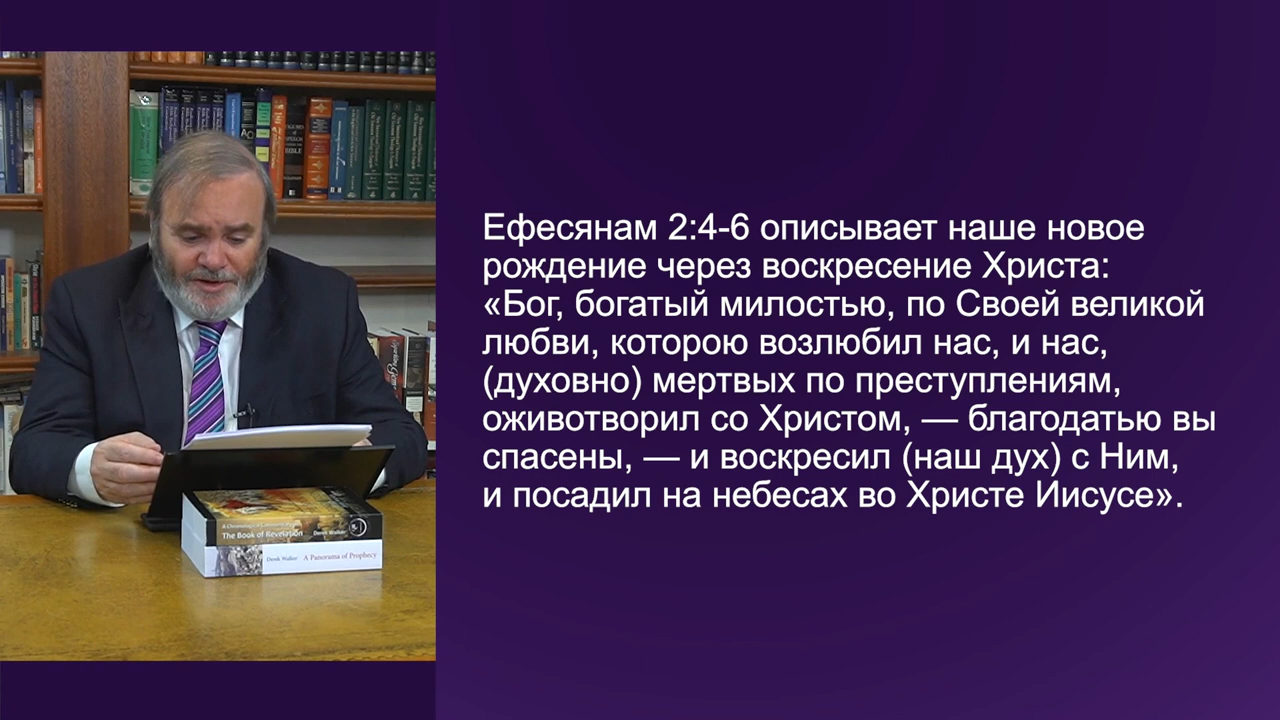 Ефесянам 2:4-6 описывает наше новое
рождение через воскресение Христа:
«Бог, богатый милостью, по Своей великой
любви, которою возлюбил нас, и нас,
(духовно) мертвых по преступлениям,
оживотворил со Христом, — благодатью вы
спасены, — и воскресил (наш дух) с Ним,
и посадил на небесах во Христе Иисусе».
The Book of Revelation
Derek Walker
Derek Walker A Panorama of Prophecy
BIBLE